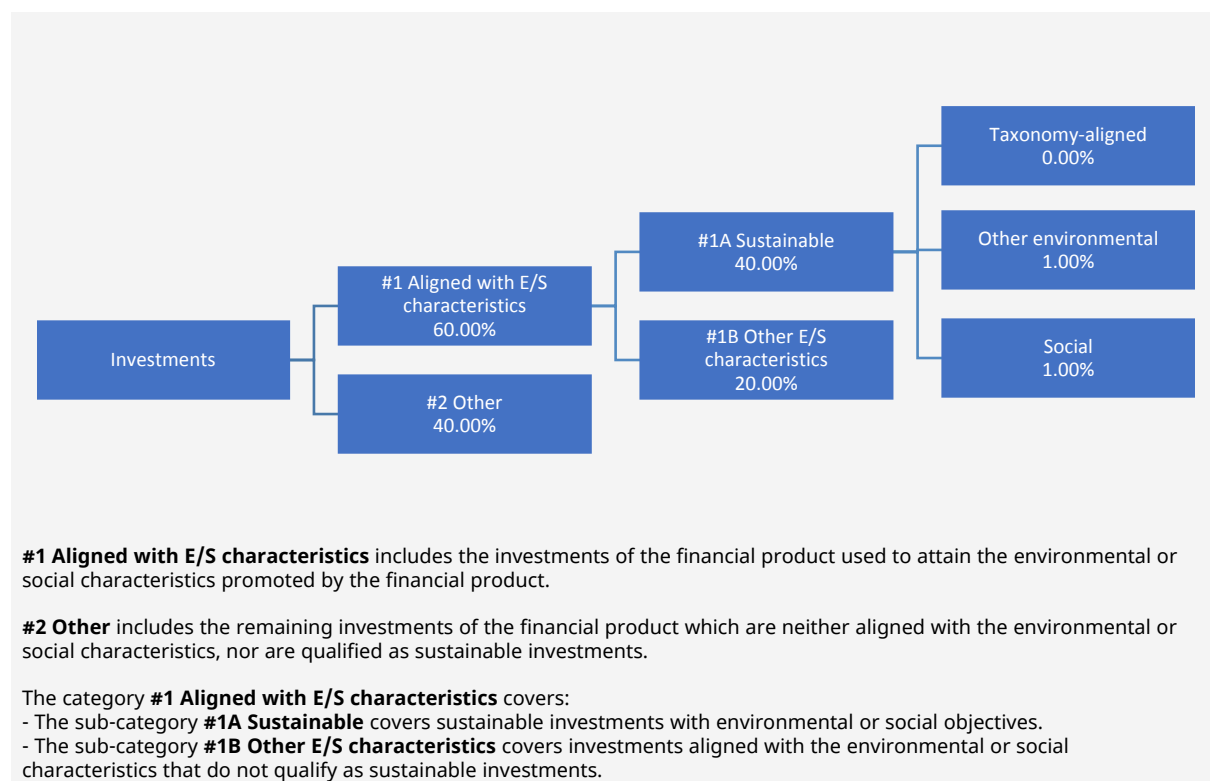 Taxonomy-aligned
0.00%
#1A Sustainable
40.00%
Other environmental
1.00%
#1 Aligned with E/S
characteristics
60.00%
Investments
#1B Other E/S
characteristics
20.00%
Social
1.00%
#2 Other
40.00%
#1 Aligned with E/S characteristics includes the investments of the financial product used to attain the environmental or
social characteristics promoted by the financial product.
#2 Other includes the remaining investments of the financial product which are neither aligned with the environmental or
social characteristics, nor are qualified as sustainable investments.
The category #1 Aligned with E/S characteristics covers:
- The sub-category #1A Sustainable covers sustainable investments with environmental or social objectives.
- The sub-category #1B Other E/S characteristics covers investments aligned with the environmental or social
characteristics that do not qualify as sustainable investments.